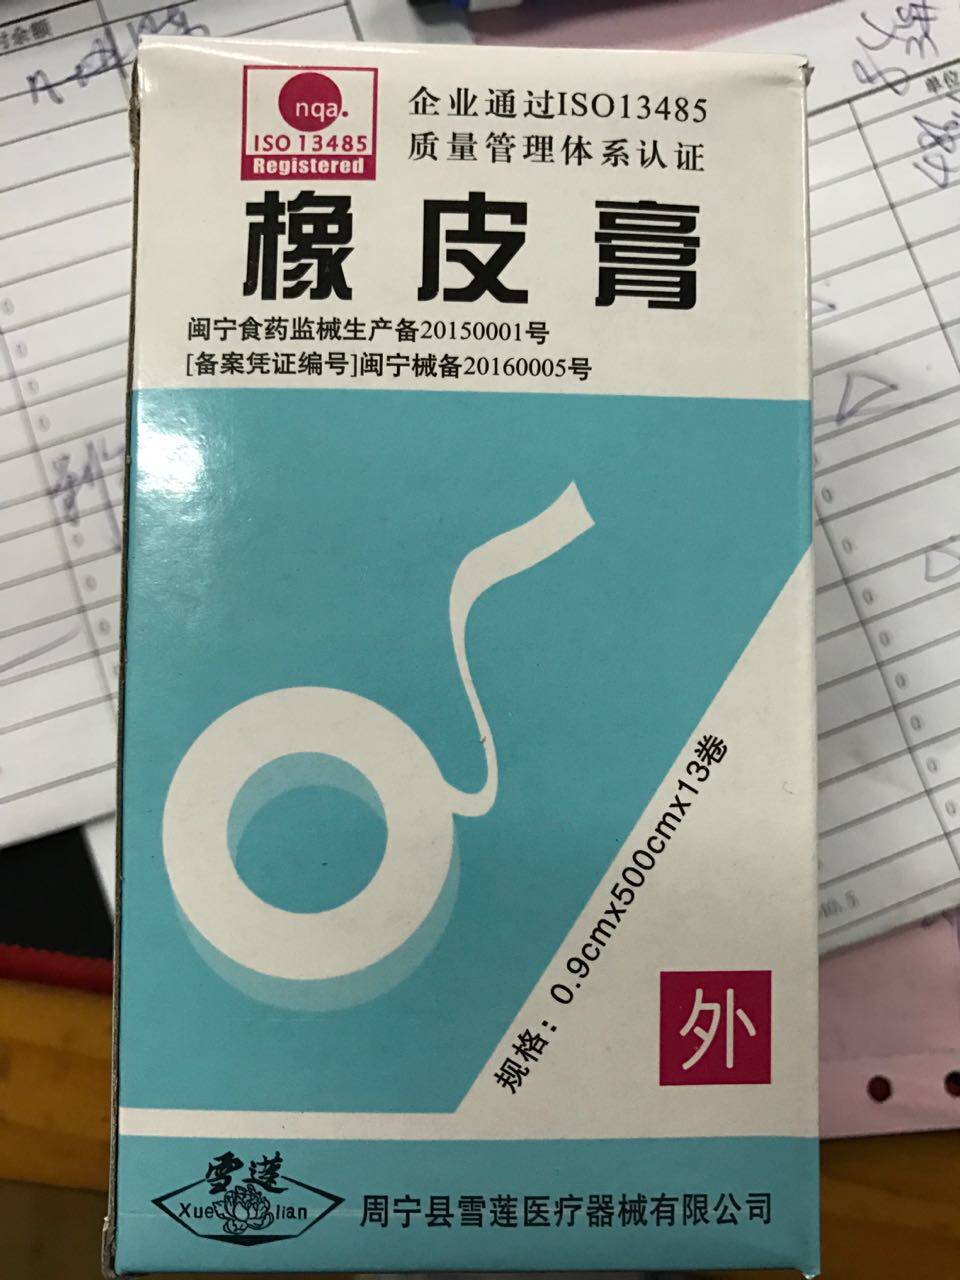 nqa.
ISO 13485
Registered
企业通过ISO13485
质量管理体系认证
橡皮膏
闽宁食药监械生产备20150001号
[备案凭证编号]闽宁械备20160005号
规格：0.9cmx500cmx13卷
外
雪莲
Xue lian
周宁县雪莲医疗器械有限公司
单位